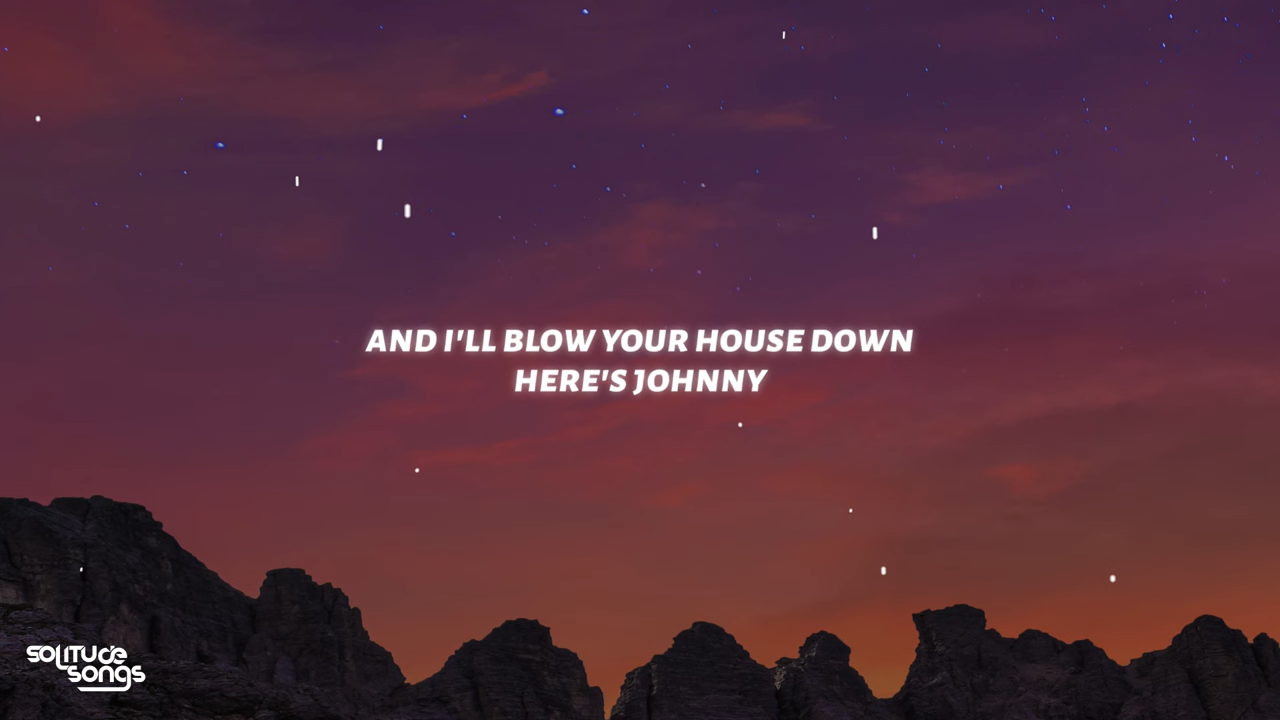 AND I'LL BLOW YOUR HOUSE DOWN
HERE'S JOHNNY
SOLITUDE
SONGS